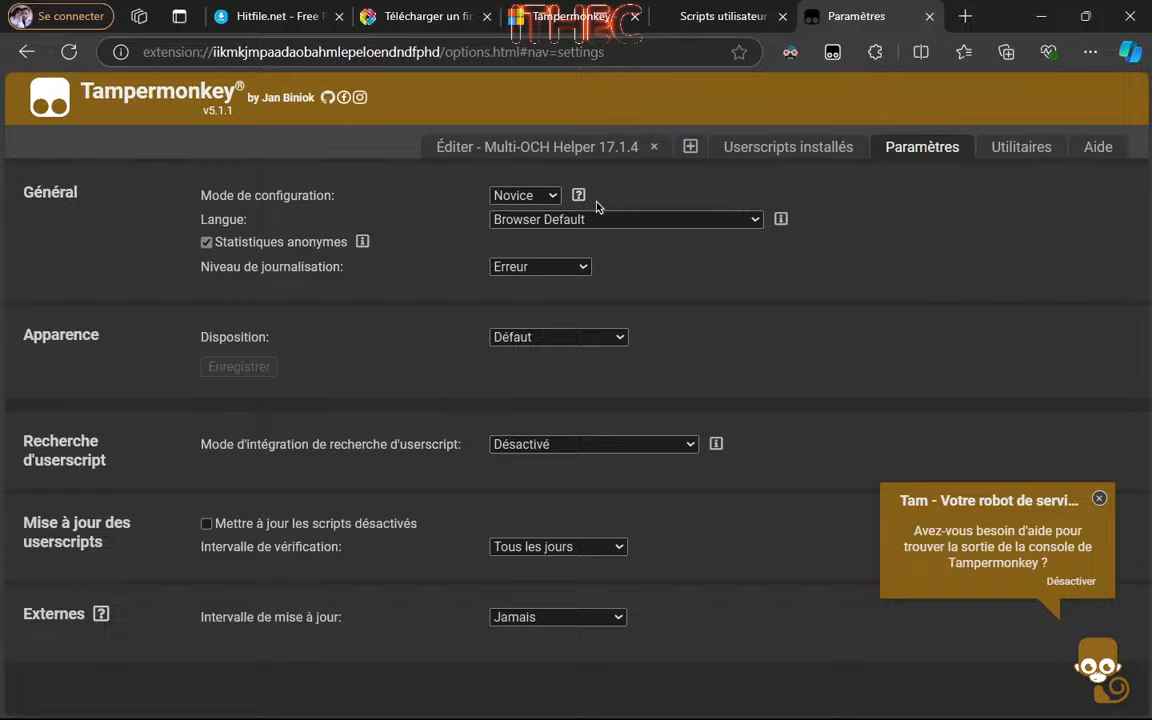 Se connecter
Hitfile.net - Free F
Télécharger un fic
Tampermonkey
Scripts utilisateur
Paramètres
extension://iikmkjmpaadaobahmlepeloendndfphd/options.html#nav=settings
Tampermonkey® by Jan Biniok
v5.1.1
Éditer - Multi-OCH Helper 17.1.4
Userscripts installés
Paramètres
Utilitaires
Aide
Général
Mode de configuration:
Novice
Langue:
Browser Default
Statistiques anonymes
Niveau de journalisation:
Erreur
Apparence
Disposition:
Défaut
Enregistrer
Recherche
d'userscript
Mode d'intégration de recherche d'userscript:
Désactivé
Mise à jour des
userscripts
Mettre à jour les scripts désactivés
Intervalle de vérification:
Tous les jours
Externes
Intervalle de mise à jour:
Jamais
Tam - Votre robot de servi...
Avez-vous besoin d'aide pour
trouver la sortie de la console de
Tampermonkey ?
Désactiver